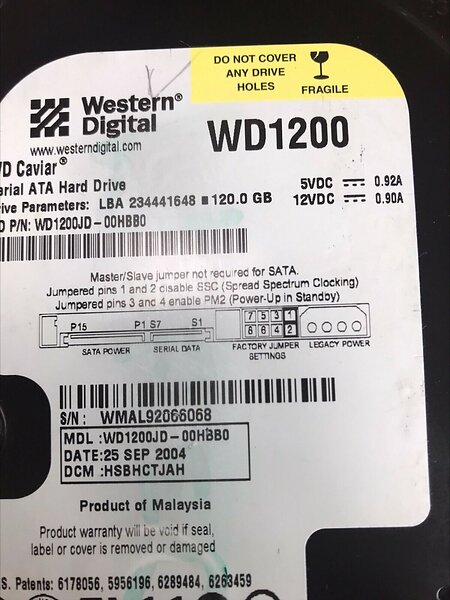 DO NOT COVER
ANY DRIVE
HOLES
FRAGILE
Western®
Digital
WD1200
www.westerndigital.com
D Caviar®
erial ATA Hard Drive
5VDC 0.92A
rive Parameters: LBA 234441648 ■ 120.0 GB
12VDC 0.90A
D P/N: WD1200JD-00HBB0
Master/Slave jumper not required for SATA.
Jumpered pins 1 and 2 disable SSC (Spread Spectrum Clocking)
Jumpered pins 3 and 4 enable PM2 (Power-Up in Standby)
P15 P1 S7 S1
7 5 3 1
8 6 4 2
SATA POWER SERIAL DATA FACTORY JUMPER SETTINGS LEGACY POWER
S/N: WMAL92066068
MDL :WD1200JD-00HBB0
DATE:25 SEP 2004
DCM :HSBHCTJAH
Product of Malaysia
Product warranty will be void if seal,
label or cover is removed or damaged
.S. Patents: 6178056, 5956196, 6289484, 6263459